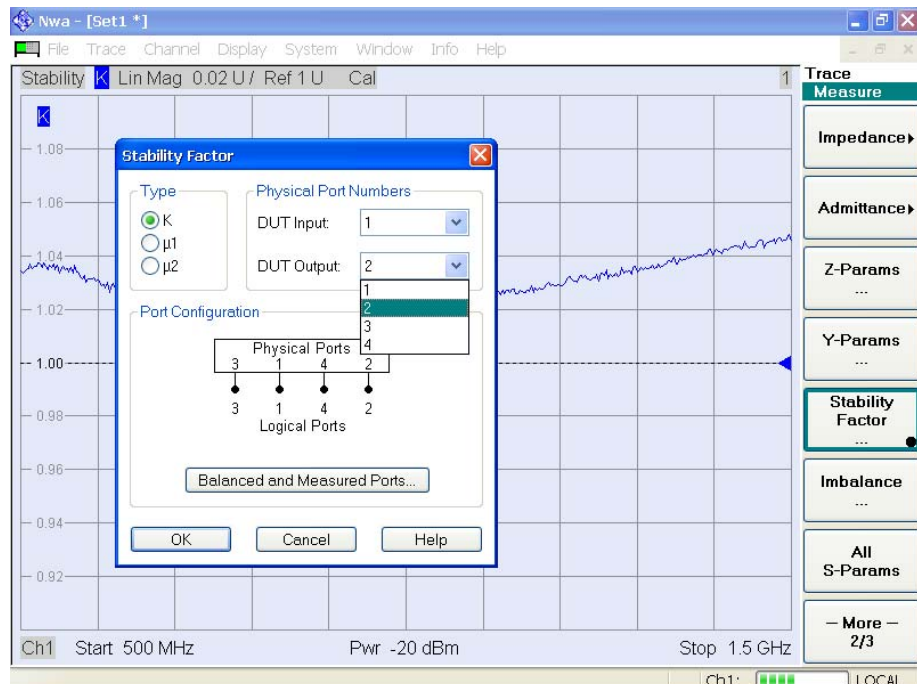 Nwa - [Set1 *]
File Trace Channel Display System Window Info Help
Stability K Lin Mag 0.02 U / Ref 1 U Cal 1
K
1.08
1.06
1.04
1.02
1.00
0.98
0.96
0.94
0.92
Stability Factor
Type
K
µ1
µ2
Physical Port Numbers
DUT Input: 1
DUT Output: 2
1
2
3
4
Port Configuration
Physical Ports
3 1 4 2
3 1 4 2
Logical Ports
Balanced and Measured Ports...
OK Cancel Help
Ch1 Start 500 MHz Pwr -20 dBm Stop 1.5 GHz
Trace
Measure
Impedance
Admittance
Z-Params
...
Y-Params
...
Stability
Factor
...
Imbalance
...
All
S-Params
— More —
2/3
Ch1: LOCAL